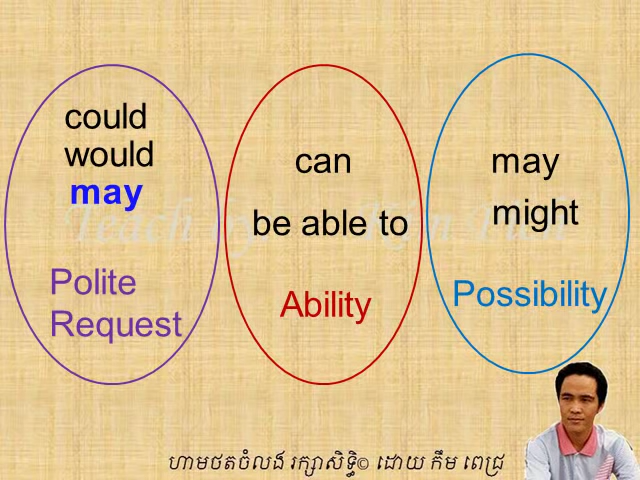 could
would
may
Polite
Request
can
be able to
Ability
may
might
Possibility
ហាមថតចំលង រក្សាសិទ្ធិ© ដោយ កឹម ពេជ្រ